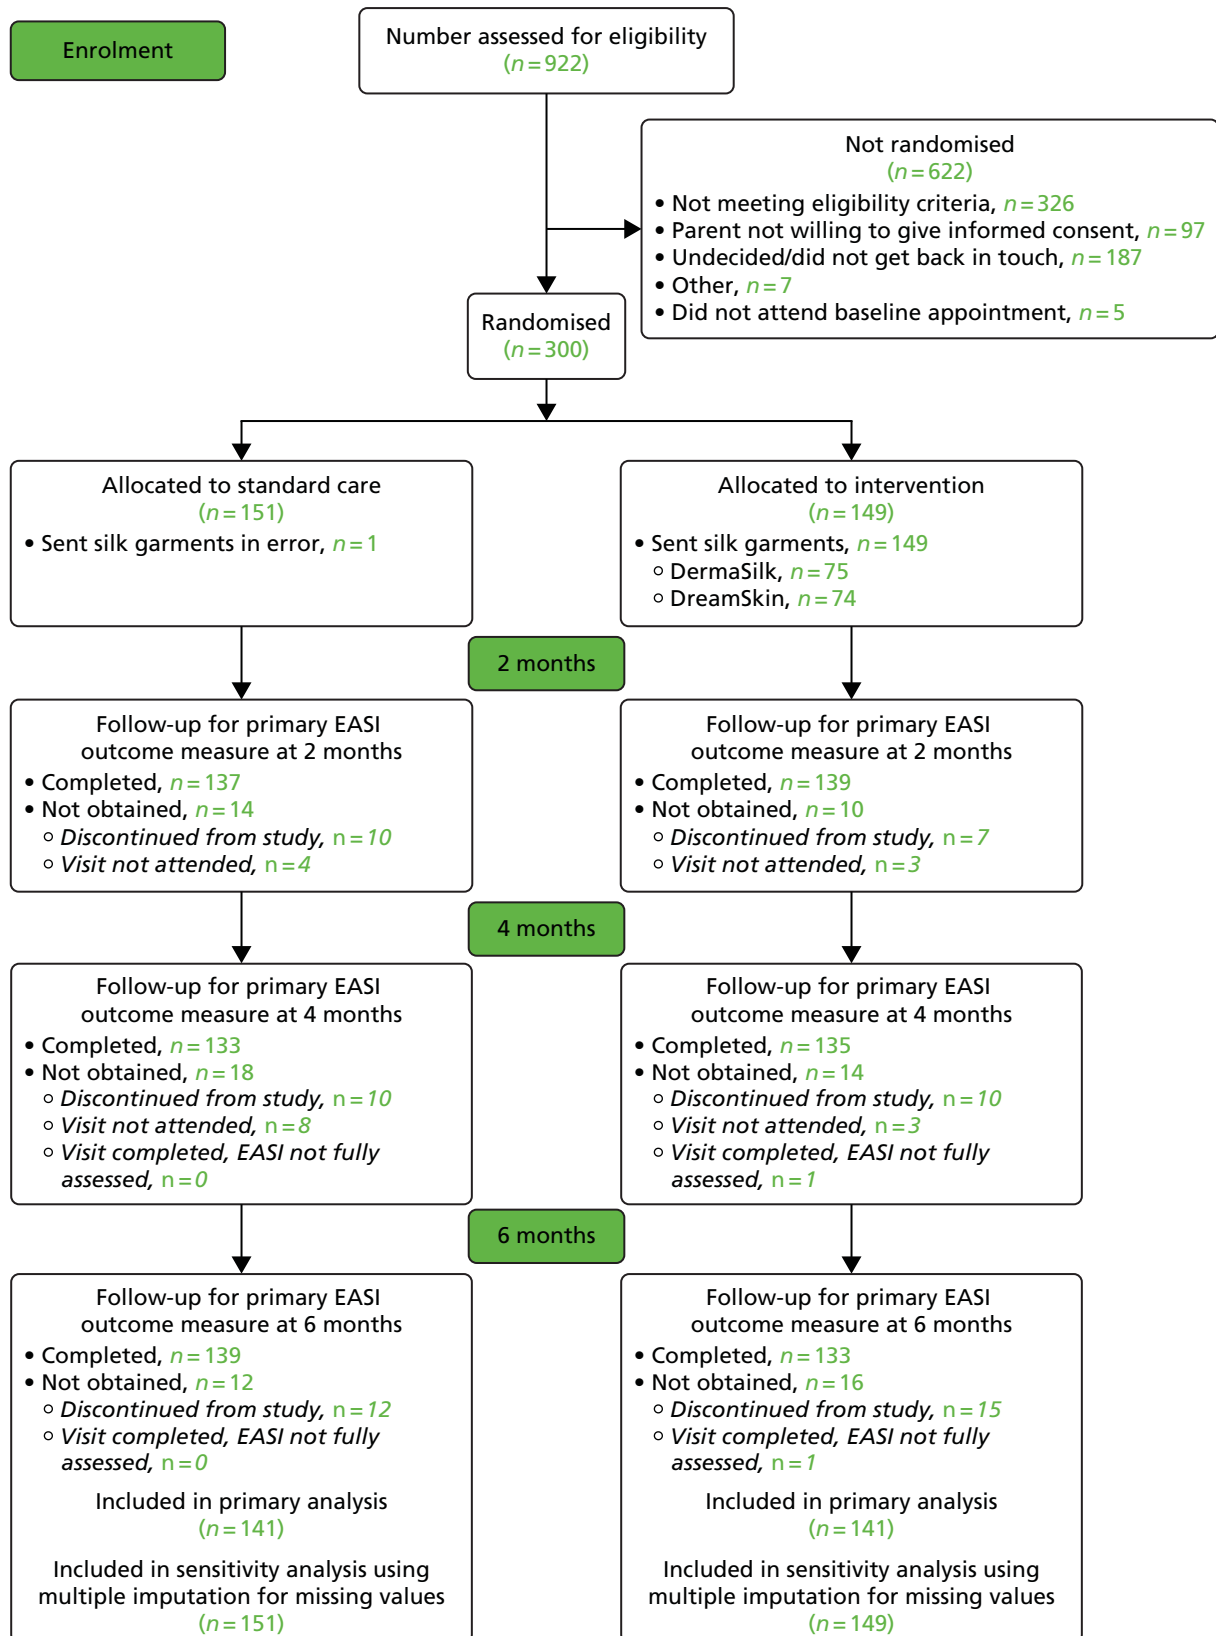 Enrolment
Number assessed for eligibility
(n=922)
Not randomised
(n=622)
• Not meeting eligibility criteria, n=326
• Parent not willing to give informed consent, n=97
• Undecided/did not get back in touch, n=187
• Other, n=7
• Did not attend baseline appointment, n=5
Randomised
(n=300)
Allocated to standard care
(n=151)
• Sent silk garments in error, n=1
Allocated to intervention
(n=149)
• Sent silk garments, n=149
○ DermaSilk, n=75
○ DreamSkin, n=74
2 months
Follow-up for primary EASI
outcome measure at 2 months
• Completed, n=137
• Not obtained, n=14
○ Discontinued from study, n=10
○ Visit not attended, n=4
Follow-up for primary EASI
outcome measure at 2 months
• Completed, n=139
• Not obtained, n=10
○ Discontinued from study, n=7
○ Visit not attended, n=3
4 months
Follow-up for primary EASI
outcome measure at 4 months
• Completed, n=133
• Not obtained, n=18
○ Discontinued from study, n=10
○ Visit not attended, n=8
○ Visit completed, EASI not fully
assessed, n=0
Follow-up for primary EASI
outcome measure at 4 months
• Completed, n=135
• Not obtained, n=14
○ Discontinued from study, n=10
○ Visit not attended, n=3
○ Visit completed, EASI not fully
assessed, n=1
6 months
Follow-up for primary EASI
outcome measure at 6 months
• Completed, n=139
• Not obtained, n=12
○ Discontinued from study, n=12
○ Visit completed, EASI not fully
assessed, n=0
Included in primary analysis
(n=141)
Included in sensitivity analysis using
multiple imputation for missing values
(n=151)
Follow-up for primary EASI
outcome measure at 6 months
• Completed, n=133
• Not obtained, n=16
○ Discontinued from study, n=15
○ Visit completed, EASI not fully
assessed, n=1
Included in primary analysis
(n=141)
Included in sensitivity analysis using
multiple imputation for missing values
(n=149)